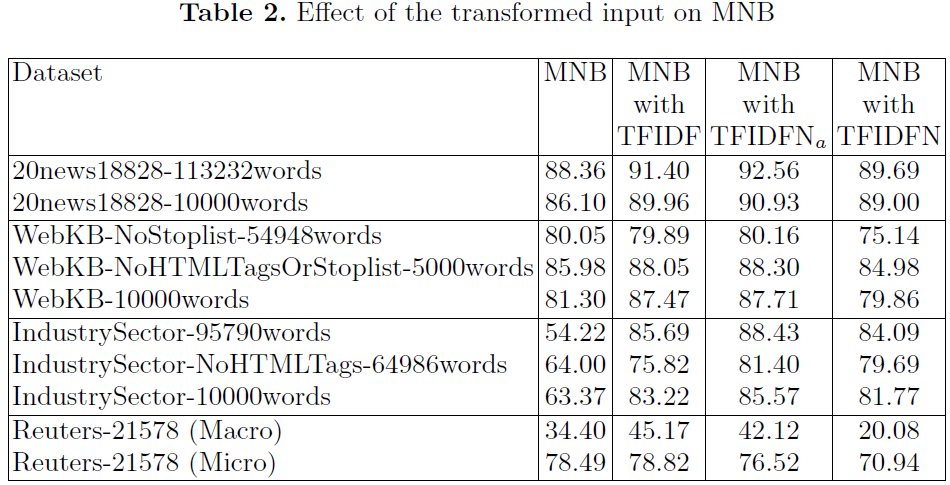 Table 2. Effect of the transformed input on MNB
Dataset MNB MNB MNB MNB
with with with
TFIDF TFIDFNa TFIDFN
20news18828-113232words 88.36 91.40 92.56 89.69
20news18828-10000words 86.10 89.96 90.93 89.00
WebKB-NoStoplist-54948words 80.05 79.89 80.16 75.14
WebKB-NoHTMLTagsOrStoplist-5000words 85.98 88.05 88.30 84.98
WebKB-10000words 81.30 87.47 87.71 79.86
IndustrySector-95790words 54.22 85.69 88.43 84.09
IndustrySector-NoHTMLTags-64986words 64.00 75.82 81.40 79.69
IndustrySector-10000words 63.37 83.22 85.57 81.77
Reuters-21578 (Macro) 34.40 45.17 42.12 20.08
Reuters-21578 (Micro) 78.49 78.82 76.52 70.94